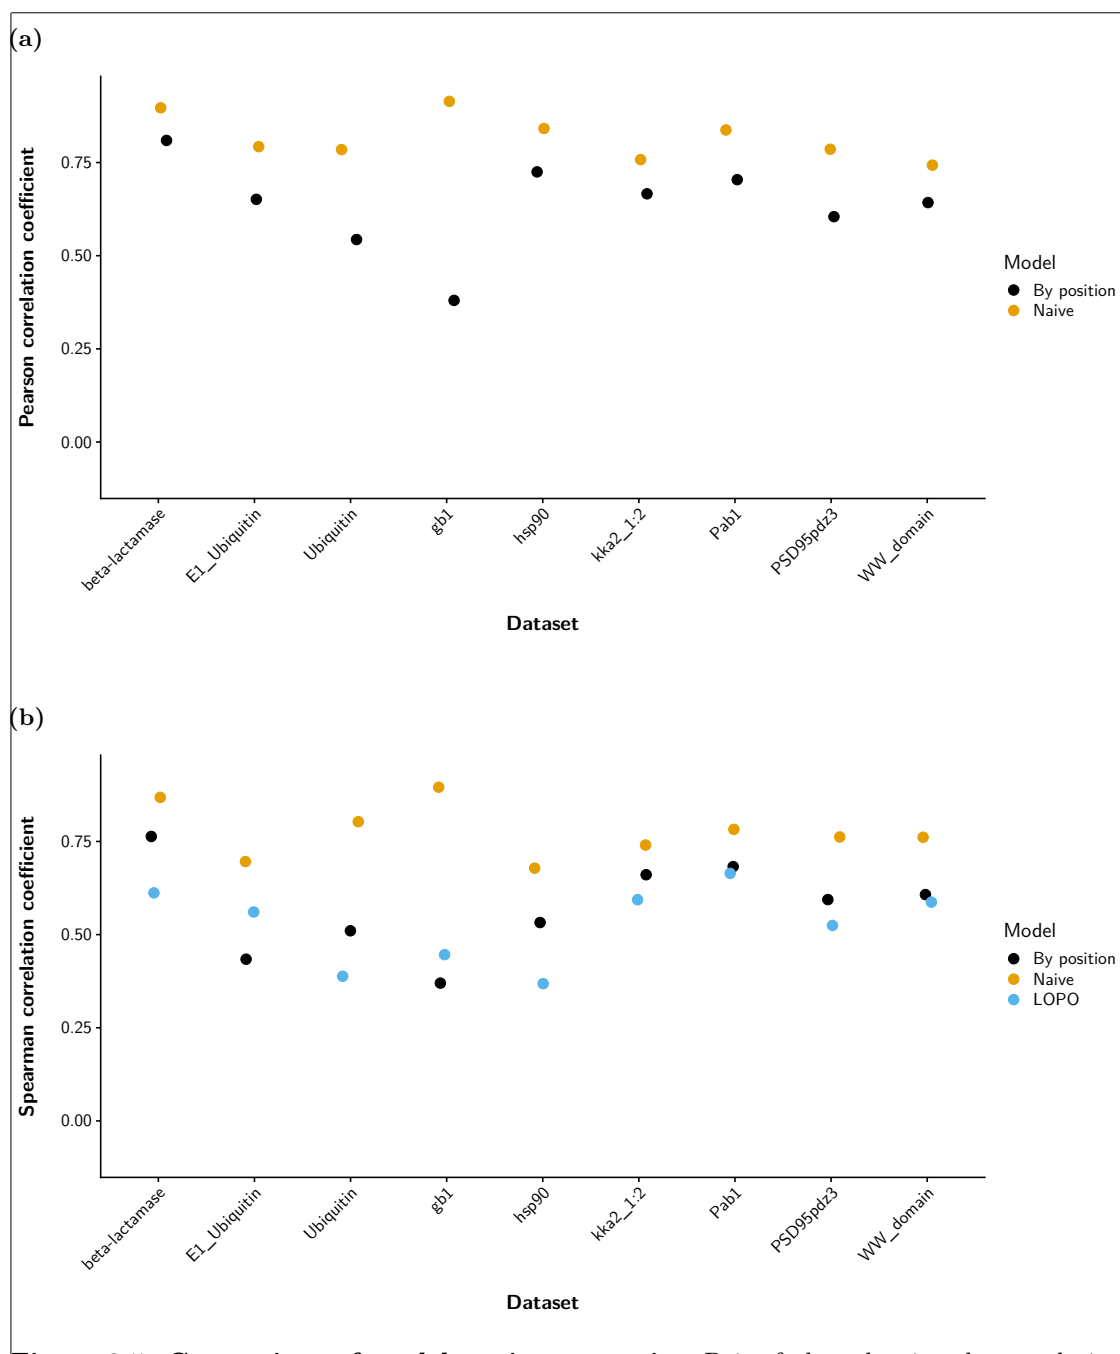 (a)
Pearson correlation coefficient
0.75
0.50
0.25
0.00
beta-lactamase
E1_Ubiquitin
Ubiquitin
gb1
hsp90
kka2_1:2
Pab1
PSD95pdz3
WW_domain
Dataset
Model
By position
Naive
(b)
Spearman correlation coefficient
0.75
0.50
0.25
0.00
beta-lactamase
E1_Ubiquitin
Ubiquitin
gb1
hsp90
kka2_1:2
Pab1
PSD95pdz3
WW_domain
Dataset
Model
By position
Naive
LOPO